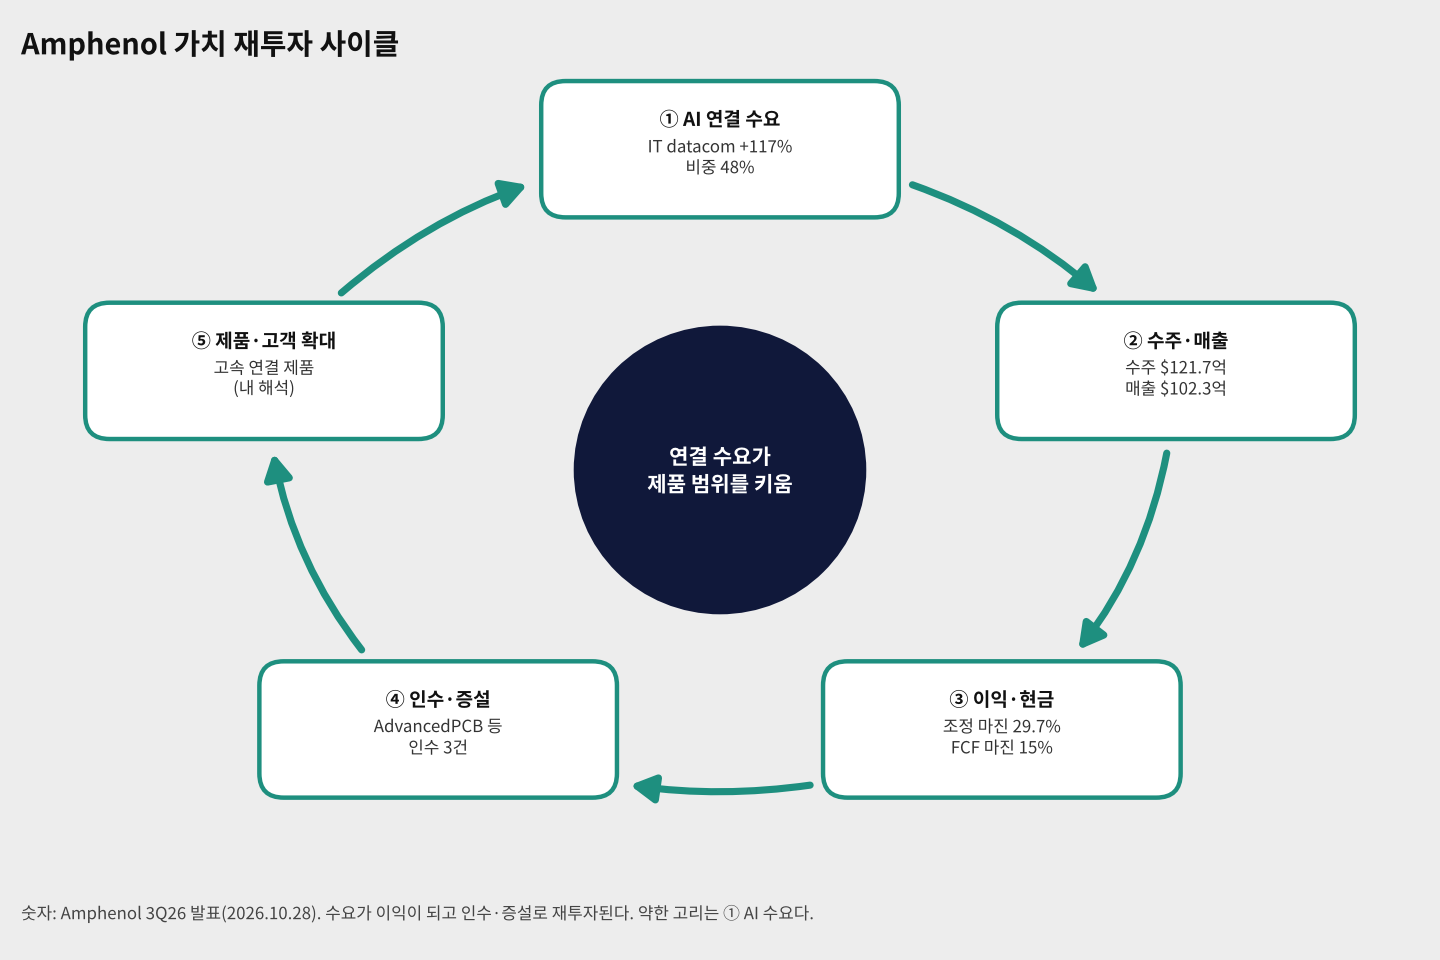 Amphenol 가치 재투자 사이클
① AI 연결 수요
IT datacom +117%
비중 48%
② 수주·매출
수주 $121.7억
매출 $102.3억
③ 이익·현금
조정 마진 29.7%
FCF 마진 15%
④ 인수·증설
AdvancedPCB 등
인수 3건
⑤ 제품·고객 확대
고속 연결 제품
(내 해석)
연결 수요가
제품 범위를 키움
숫자: Amphenol 3Q26 발표(2026.10.28). 수요가 이익이 되고 인수·증설로 재투자된다. 약한 고리는 ① AI 수요다.